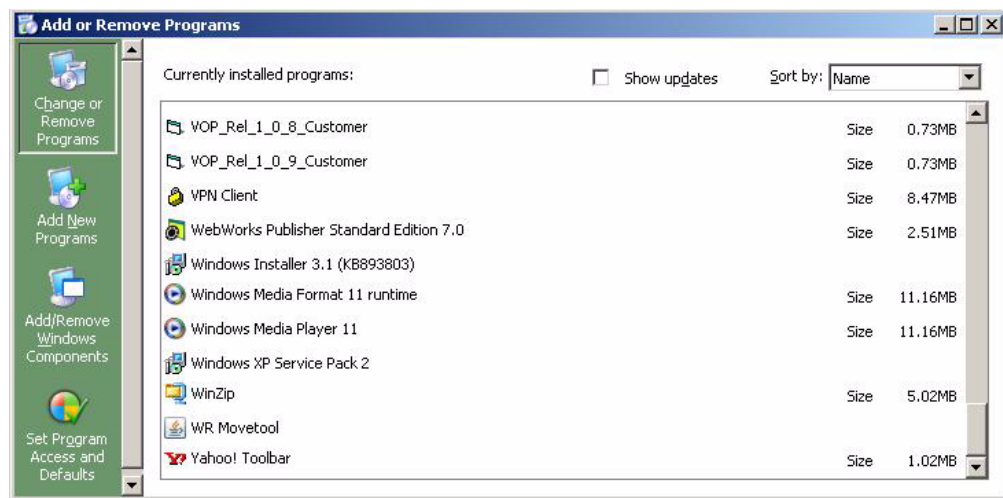 Add or Remove Programs
Change or
Remove
Programs
Add New
Programs
Add/Remove
Windows
Components
Set Program
Access and
Defaults
Currently installed programs:
Show updates
Sort by: Name
VOP_Rel_1_0_8_Customer Size 0.73MB
VOP_Rel_1_0_9_Customer Size 0.73MB
VPN Client Size 8.47MB
WebWorks Publisher Standard Edition 7.0 Size 2.51MB
Windows Installer 3.1 (KB893803)
Windows Media Format 11 runtime Size 11.16MB
Windows Media Player 11 Size 11.16MB
Windows XP Service Pack 2
WinZip Size 5.02MB
WR Movetool
Yahoo! Toolbar Size 1.02MB